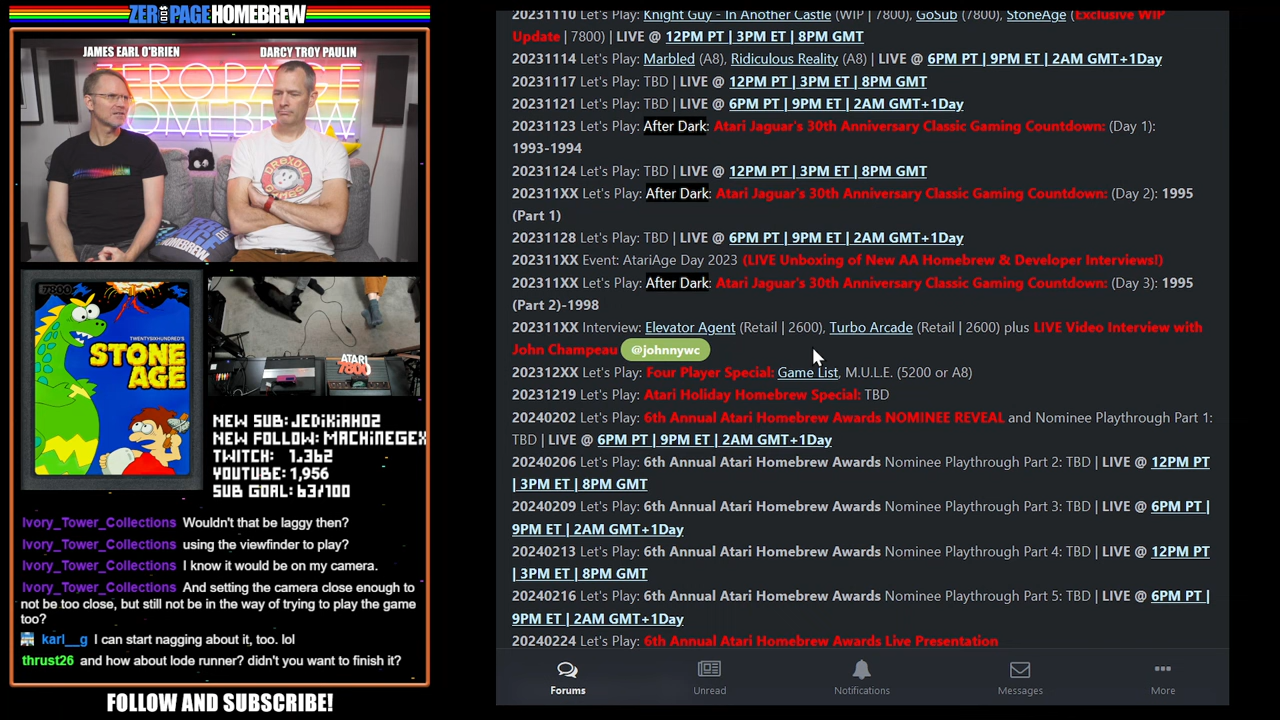 ZEROPAGEHOMEBREW
JAMES EARL O'BRIEN
DARCY TROY PAULIN
ZEROPAGE
HOMEBREW
DREXOLL
GAMES
HOMEBREW
7800
TWENTYSIXHUNDRED'S
STONE
AGE
ATARI
7800
NEW SUB: JEDIKIAH02
NEW FOLLOW: MACHINEGEX
TWITCH: 1,362
YOUTUBE: 1,956
SUB GOAL: 63/100
Ivory_Tower_Collections Wouldn't that be laggy then?
Ivory_Tower_Collections using the viewfinder to play?
Ivory_Tower_Collections I know it would be on my camera.
Ivory_Tower_Collections And setting the camera close enough to
not be too close, but still not be in the way of trying to play the game
too?
karl__g I can start nagging about it, too. lol
thrust26 and how about lode runner? didn't you want to finish it?
FOLLOW AND SUBSCRIBE!
20231110 Let's Play: Knight Guy - In Another Castle (WIP | 7800), GoSub (7800), StoneAge (Exclusive WIP
Update | 7800) | LIVE @ 12PM PT | 3PM ET | 8PM GMT
20231114 Let's Play: Marbled (A8), Ridiculous Reality (A8) | LIVE @ 6PM PT | 9PM ET | 2AM GMT+1Day
20231117 Let's Play: TBD | LIVE @ 12PM PT | 3PM ET | 8PM GMT
20231121 Let's Play: TBD | LIVE @ 6PM PT | 9PM ET | 2AM GMT+1Day
20231123 Let's Play: After Dark: Atari Jaguar's 30th Anniversary Classic Gaming Countdown: (Day 1):
1993-1994
20231124 Let's Play: TBD | LIVE @ 12PM PT | 3PM ET | 8PM GMT
202311XX Let's Play: After Dark: Atari Jaguar's 30th Anniversary Classic Gaming Countdown: (Day 2): 1995
(Part 1)
20231128 Let's Play: TBD | LIVE @ 6PM PT | 9PM ET | 2AM GMT+1Day
202311XX Event: AtariAge Day 2023 (LIVE Unboxing of New AA Homebrew & Developer Interviews!)
202311XX Let's Play: After Dark: Atari Jaguar's 30th Anniversary Classic Gaming Countdown: (Day 3): 1995
(Part 2)-1998
202311XX Interview: Elevator Agent (Retail | 2600), Turbo Arcade (Retail | 2600) plus LIVE Video Interview with
John Champeau @johnnywc
202312XX Let's Play: Four Player Special: Game List, M.U.L.E. (5200 or A8)
20231219 Let's Play: Atari Holiday Homebrew Special: TBD
20240202 Let's Play: 6th Annual Atari Homebrew Awards NOMINEE REVEAL and Nominee Playthrough Part 1:
TBD | LIVE @ 6PM PT | 9PM ET | 2AM GMT+1Day
20240206 Let's Play: 6th Annual Atari Homebrew Awards Nominee Playthrough Part 2: TBD | LIVE @ 12PM PT
| 3PM ET | 8PM GMT
20240209 Let's Play: 6th Annual Atari Homebrew Awards Nominee Playthrough Part 3: TBD | LIVE @ 6PM PT |
9PM ET | 2AM GMT+1Day
20240213 Let's Play: 6th Annual Atari Homebrew Awards Nominee Playthrough Part 4: TBD | LIVE @ 12PM PT
| 3PM ET | 8PM GMT
20240216 Let's Play: 6th Annual Atari Homebrew Awards Nominee Playthrough Part 5: TBD | LIVE @ 6PM PT |
9PM ET | 2AM GMT+1Day
20240224 Let's Play: 6th Annual Atari Homebrew Awards Live Presentation
Forums
Unread
Notifications
Messages
More